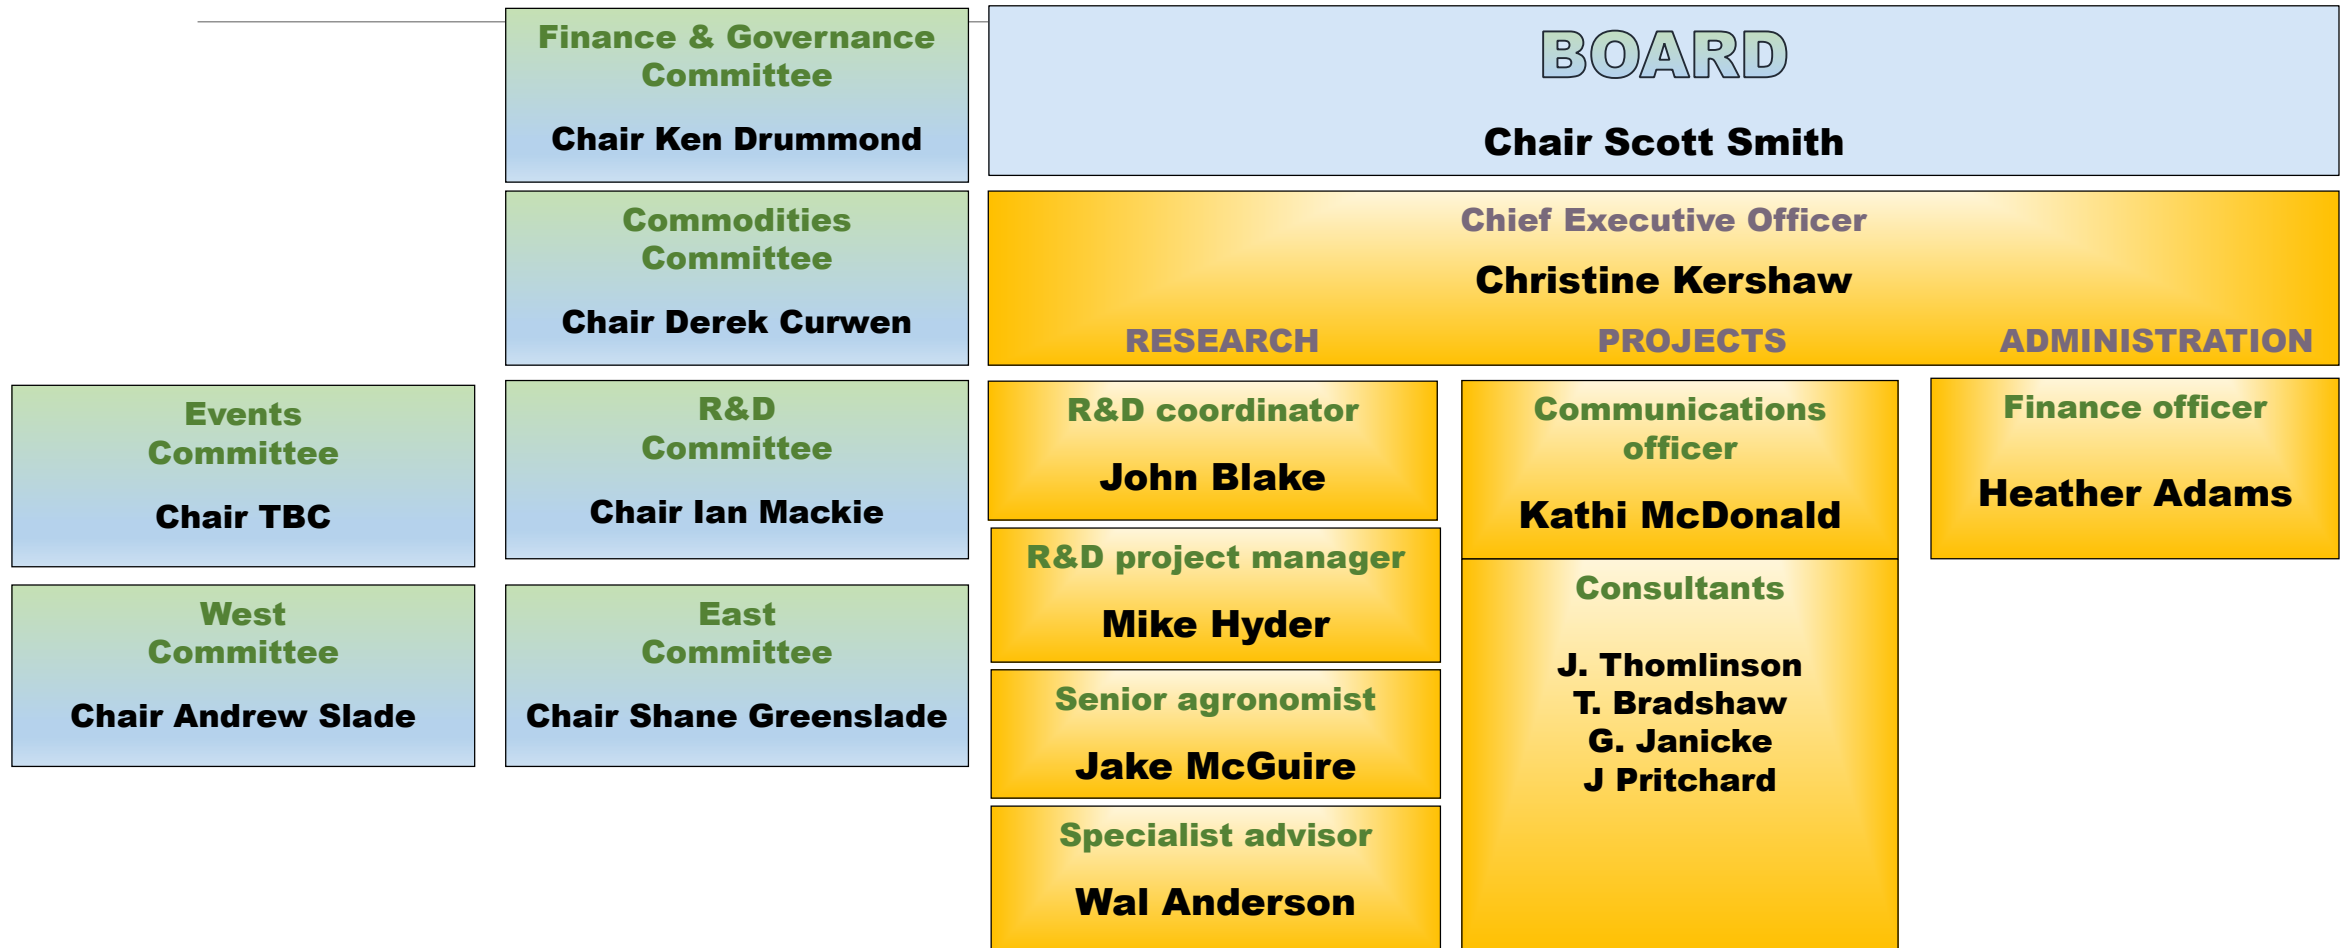 Finance & Governance
Committee
Chair Ken Drummond
BOARD
Chair Scott Smith
Commodities
Committee
Chair Derek Curwen
Chief Executive Officer
Christine Kershaw
RESEARCH
PROJECTS
ADMINISTRATION
Events
Committee
Chair TBC
R&D
Committee
Chair Ian Mackie
West
Committee
Chair Andrew Slade
East
Committee
Chair Shane Greenslade
R&D coordinator
John Blake
R&D project manager
Mike Hyder
Senior agronomist
Jake McGuire
Specialist advisor
Wal Anderson
Communications
officer
Kathi McDonald
Consultants
J. Thomlinson
T. Bradshaw
G. Janicke
J Pritchard
Finance officer
Heather Adams